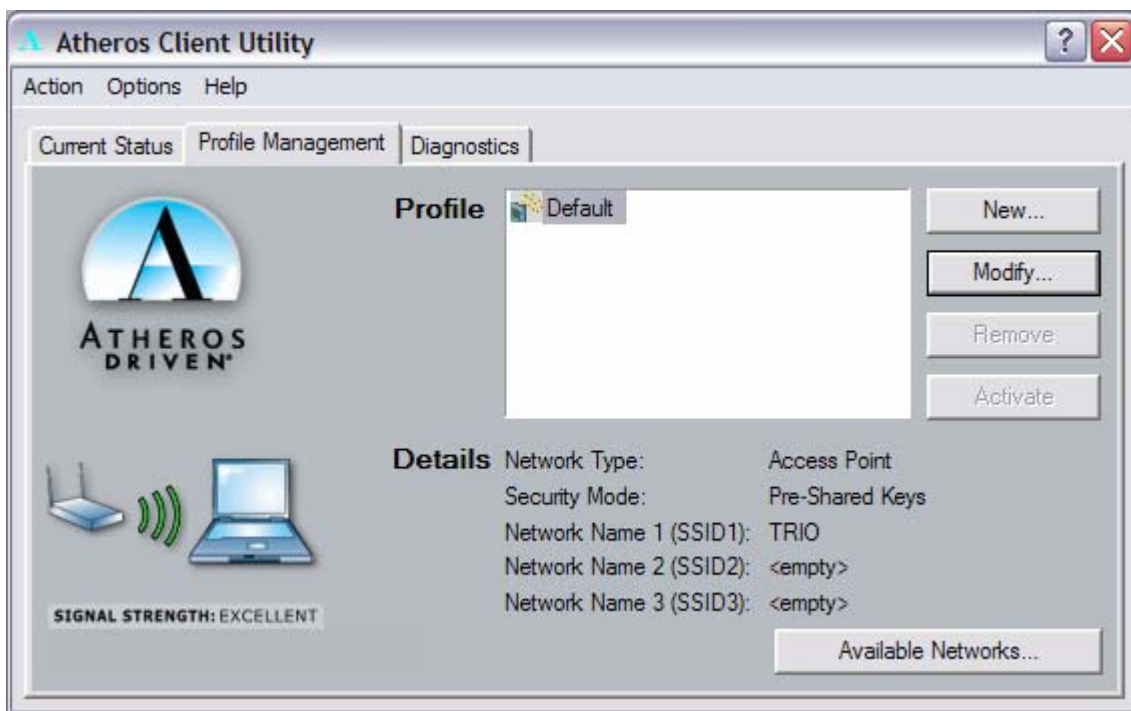 Atheros Client Utility
Action Options Help
Current Status Profile Management Diagnostics
Profile Default
New...
Modify...
Remove
Activate
ATHEROS
DRIVEN®
Details Network Type: Access Point
Security Mode: Pre-Shared Keys
Network Name 1 (SSID1): TRIO
Network Name 2 (SSID2): <empty>
Network Name 3 (SSID3): <empty>
SIGNAL STRENGTH: EXCELLENT
Available Networks...